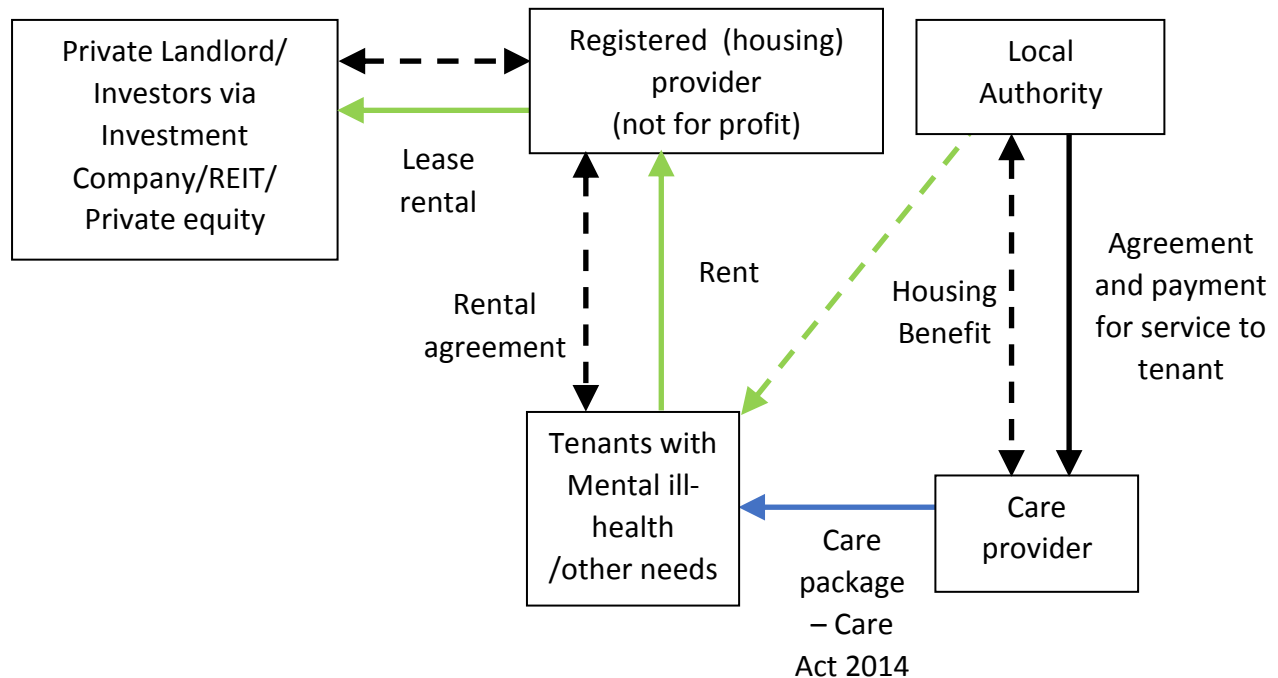 Private Landlord/
Investors via
Investment
Company/REIT/
Private equity
Registered (housing)
provider
(not for profit)
Local
Authority
Lease
rental
Rental
agreement
Rent
Housing
Benefit
Agreement
and payment
for service to
tenant
Tenants with
Mental ill-
health
/other needs
Care
provider
Care
package
– Care
Act 2014